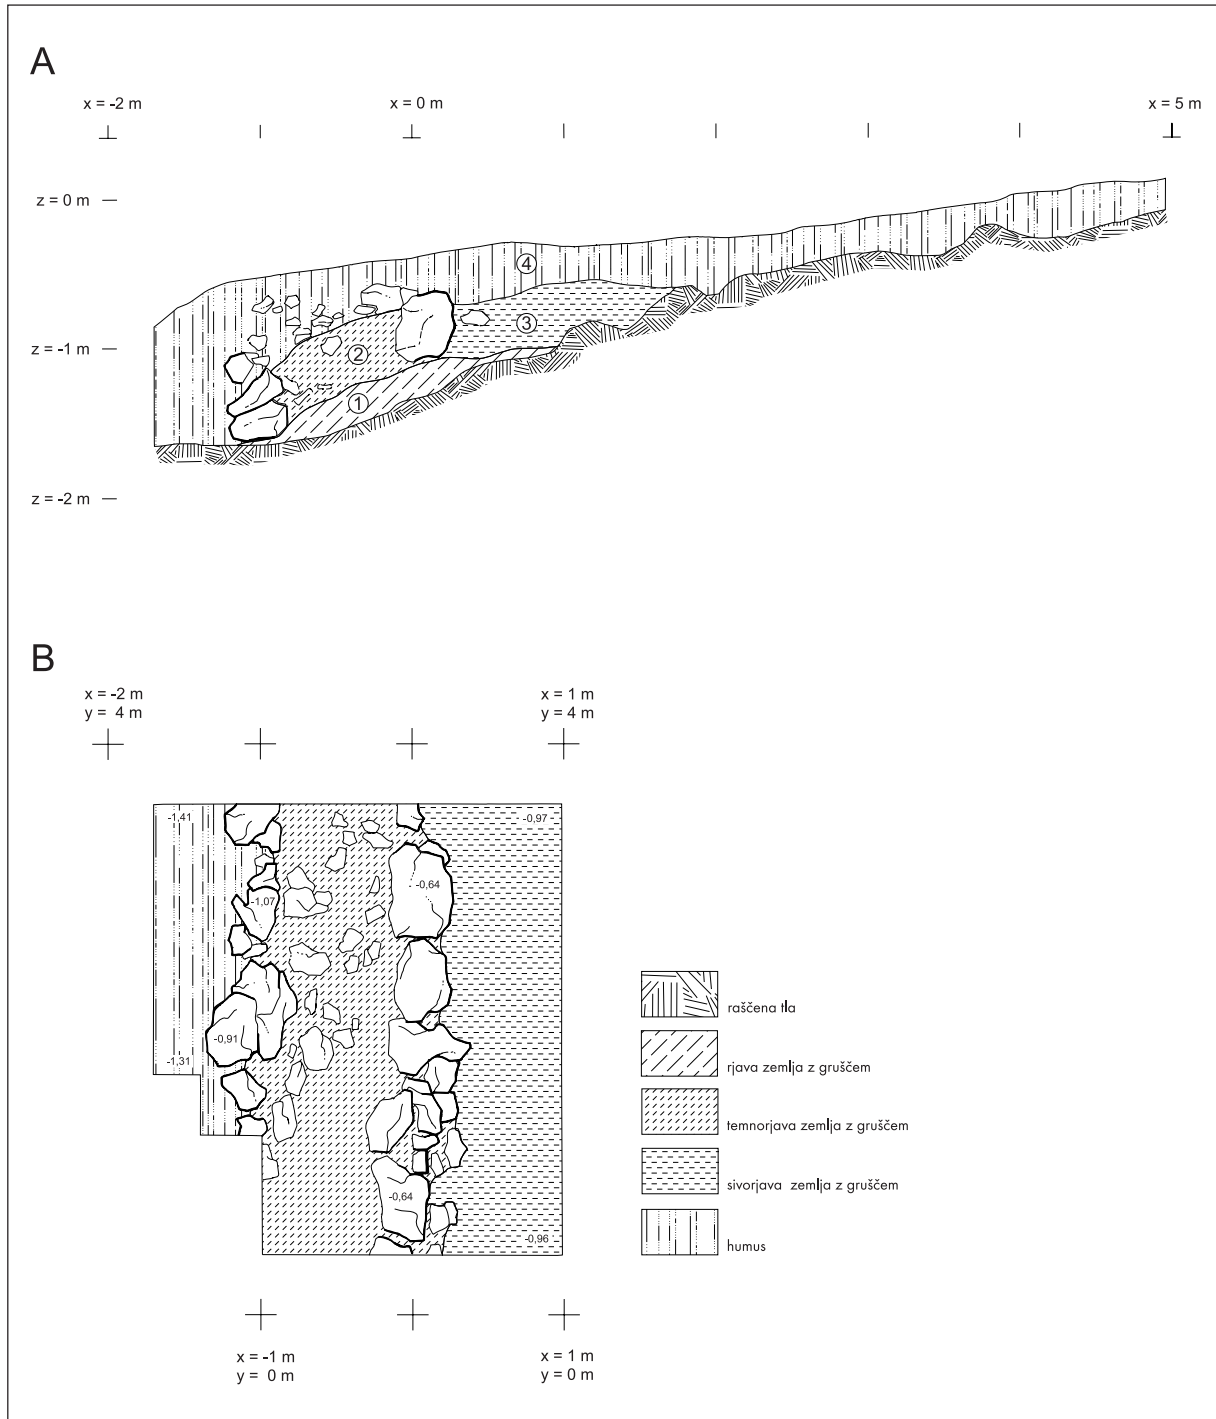 A
x = -2 m
x = 0 m
x = 5 m
z = 0 m
4
3
z = -1 m
2
1
z = -2 m
B
x = -2 m
y = 4 m
x = 1 m
y = 4 m
-1,41
-0,97
-0,64
-1,07
-0,91
-1,31
-0,64
-0,96
raščena tla
rjava zemlja z gruščem
temnorjava zemlja z gruščem
sivorjava zemlja z gruščem
humus
x = -1 m
y = 0 m
x = 1 m
y = 0 m